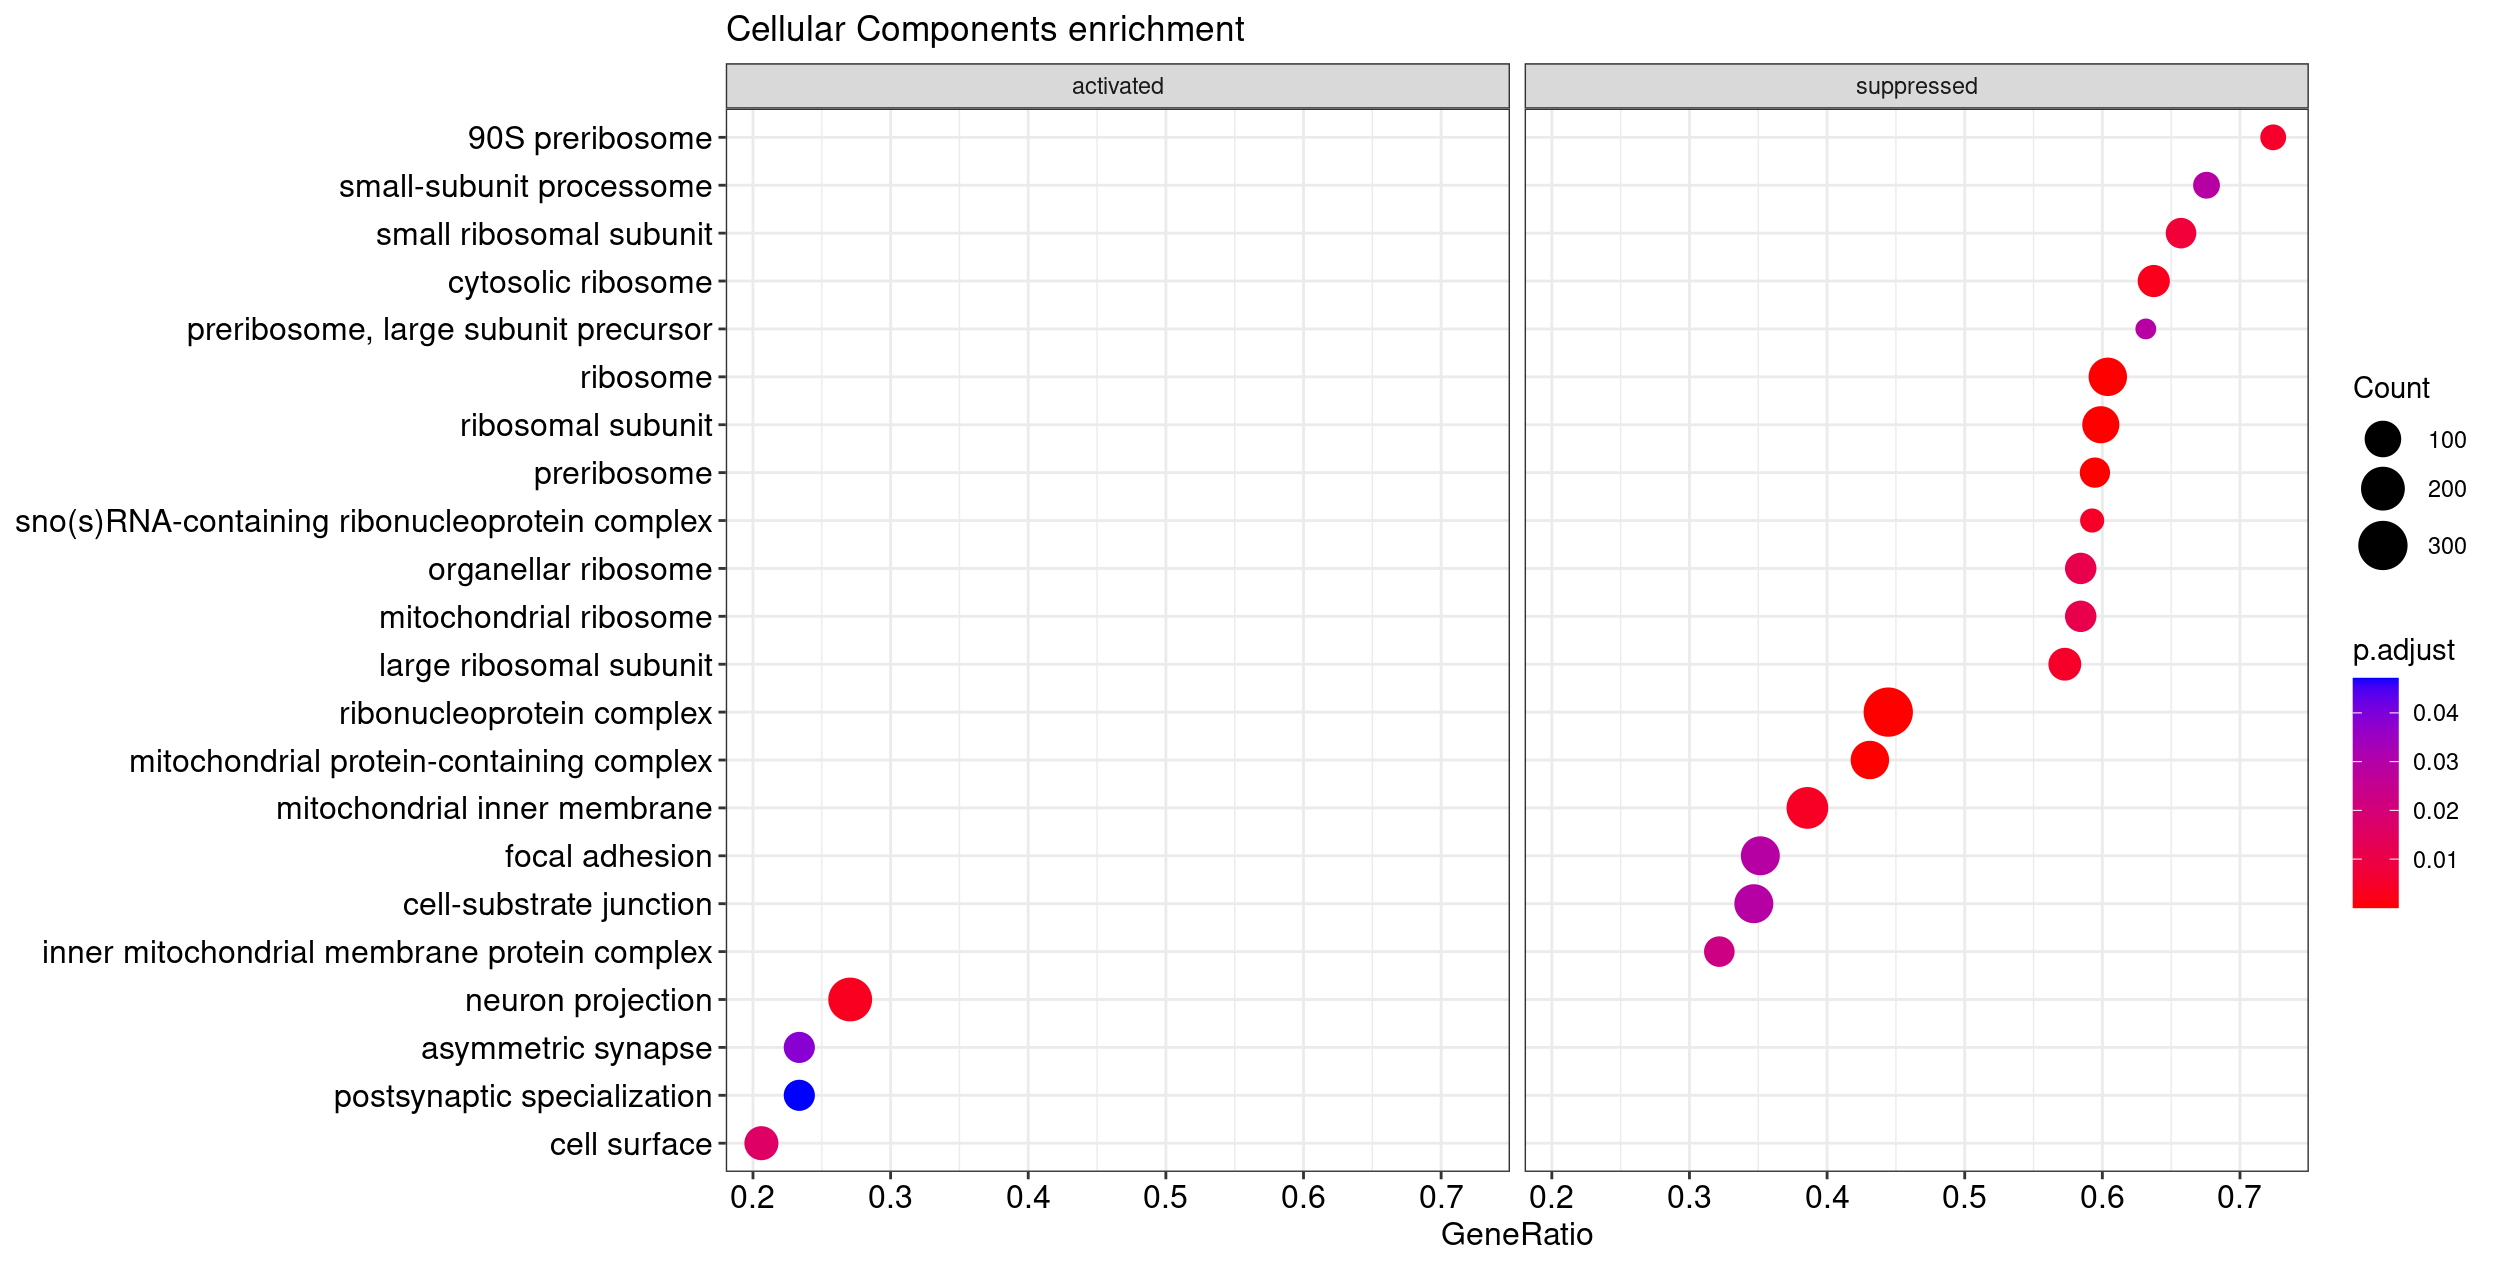 Cellular Components enrichment
activated
suppressed
90S preribosome
small-subunit processome
small ribosomal subunit
cytosolic ribosome
preribosome, large subunit precursor
ribosome
ribosomal subunit
preribosome
sno(s)RNA-containing ribonucleoprotein complex
organellar ribosome
mitochondrial ribosome
large ribosomal subunit
ribonucleoprotein complex
mitochondrial protein-containing complex
mitochondrial inner membrane
focal adhesion
cell-substrate junction
inner mitochondrial membrane protein complex
neuron projection
asymmetric synapse
postsynaptic specialization
cell surface
0.2 0.3 0.4 0.5 0.6 0.7
0.2 0.3 0.4 0.5 0.6 0.7
GeneRatio
Count
100
200
300
p.adjust
0.04
0.03
0.02
0.01